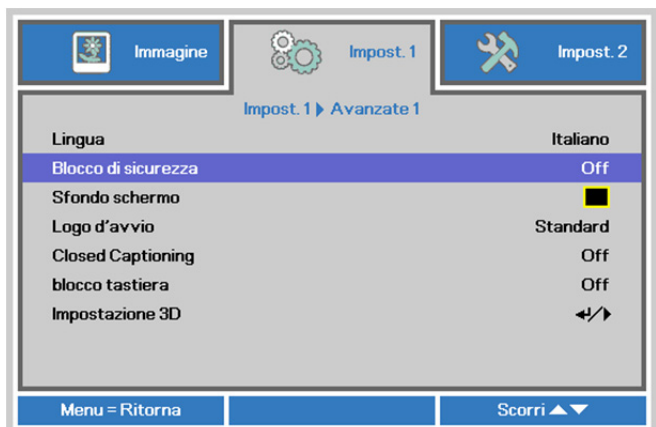 Immagine
Impost. 1
Impost. 2
Impost. 1 Avanzate 1
Lingua Italiano
Blocco di sicurezza Off
Sfondo schermo
Logo d'avvio Standard
Closed Captioning Off
blocco tastiera Off
Impostazione 3D
Menu = Ritorna
Scorri